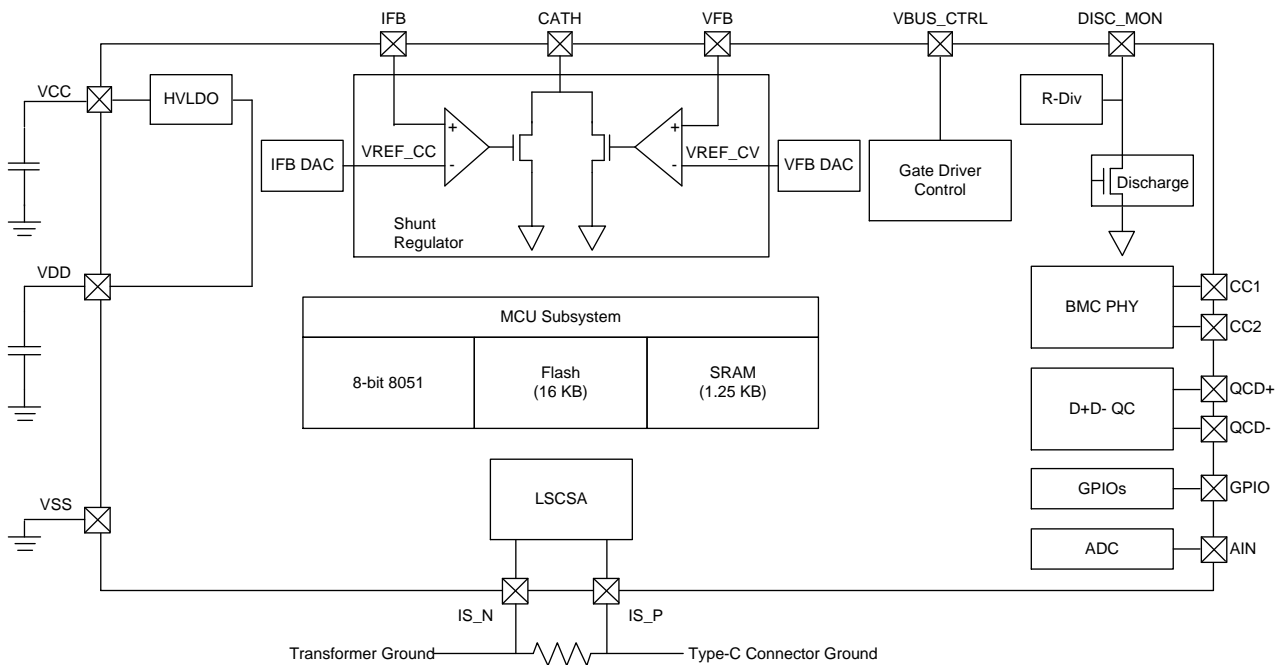 IFB
CATH
VFB
VBUS_CTRL
DISC_MON
VCC
HVLDO
R-Div
+
+
VREF_CC
VREF_CV
-
-
IFB DAC
VFB DAC
Gate Driver
Control
Discharge
Shunt
Regulator
VDD
CC1
BMC PHY
CC2
MCU Subsystem
8-bit 8051
Flash
(16 KB)
SRAM
(1.25 KB)
QCD+
D+D- QC
QCD-
LSCSA
GPIOs
GPIO
VSS
ADC
AIN
IS_N
IS_P
Transformer Ground
Type-C Connector Ground